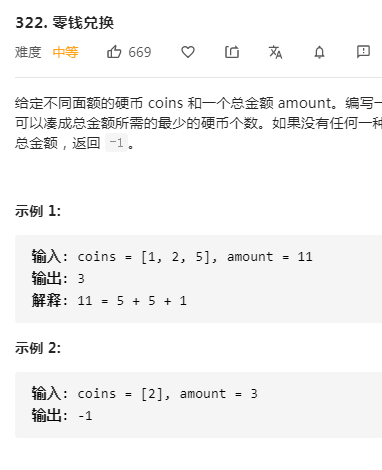 322. 零钱兑换
难度 中等 669
给定不同面额的硬币 coins 和一个总金额 amount。编写一
可以凑成总金额所需的最少的硬币个数。如果没有任何一种
总金额，返回 -1 。
示例 1:
输入: coins = [1, 2, 5], amount = 11
输出: 3
解释: 11 = 5 + 5 + 1
示例 2:
输入: coins = [2], amount = 3
输出: -1